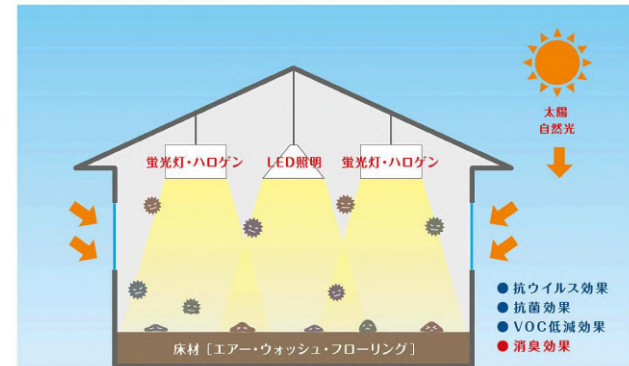 太陽
自然光
蛍光灯・ハロゲン
LED照明
蛍光灯・ハロゲン
●抗ウイルス効果
●抗菌効果
●VOC低減効果
●消臭効果
床材［エアー・ウォッシュ・フローリング］